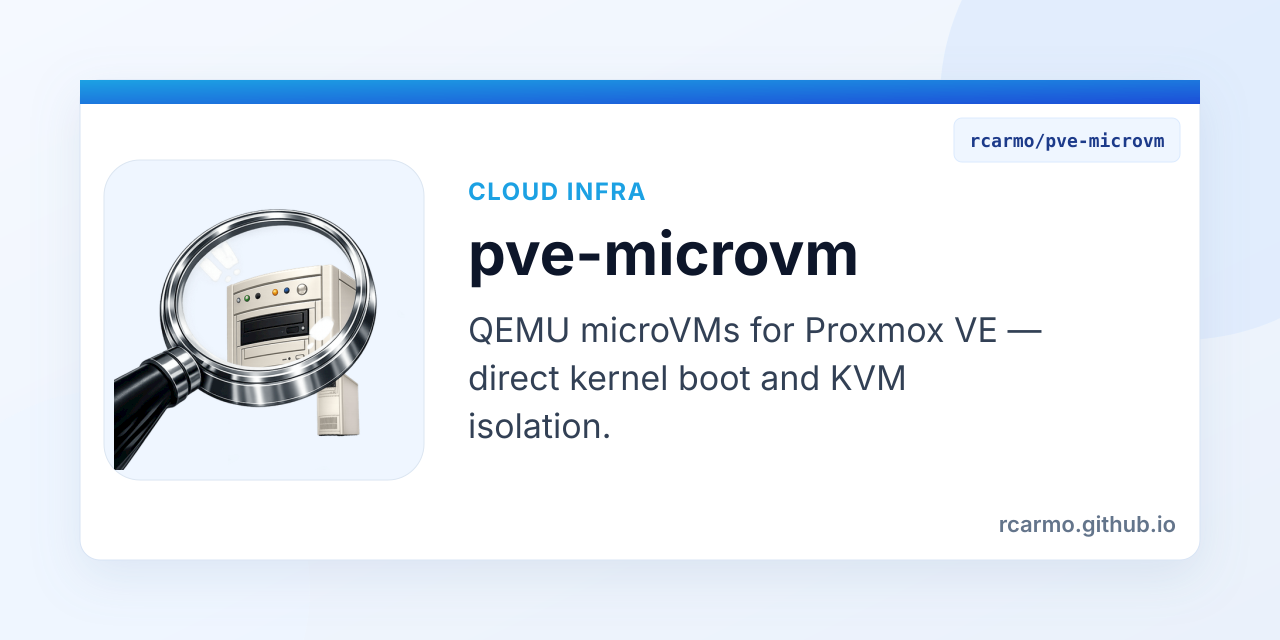 rcarmo/pve-microvm
CLOUD INFRA
pve-microvm
QEMU microVMs for Proxmox VE —
direct kernel boot and KVM
isolation.
rcarmo.github.io